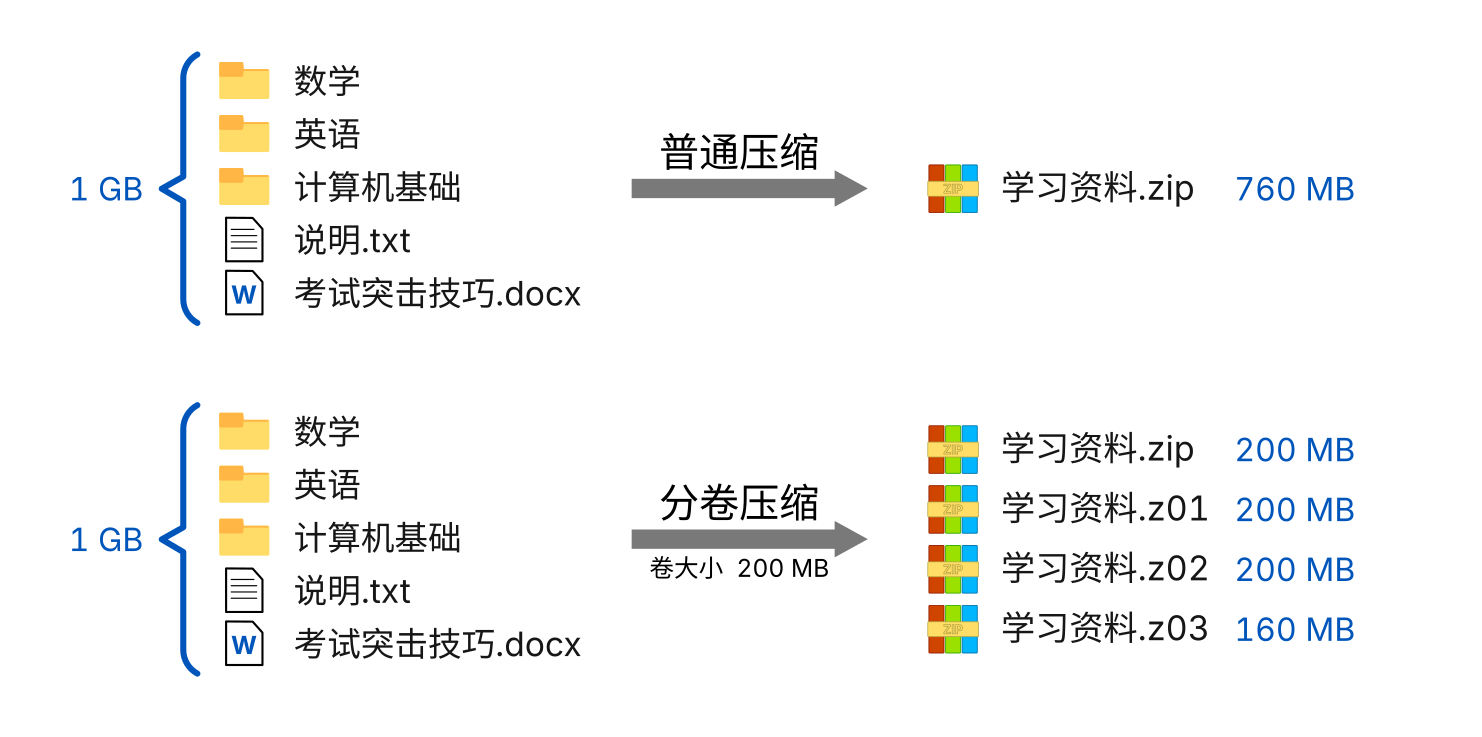 数学
英语
1 GB
计算机基础
说明.txt
W
考试突击技巧.docx
普通压缩
ZIP
学习资料.zip 760 MB
数学
英语
1 GB
计算机基础
说明.txt
W
考试突击技巧.docx
分卷压缩
卷大小 200 MB
ZIP
学习资料.zip 200 MB
ZIP
学习资料.z01 200 MB
ZIP
学习资料.z02 200 MB
ZIP
学习资料.z03 160 MB